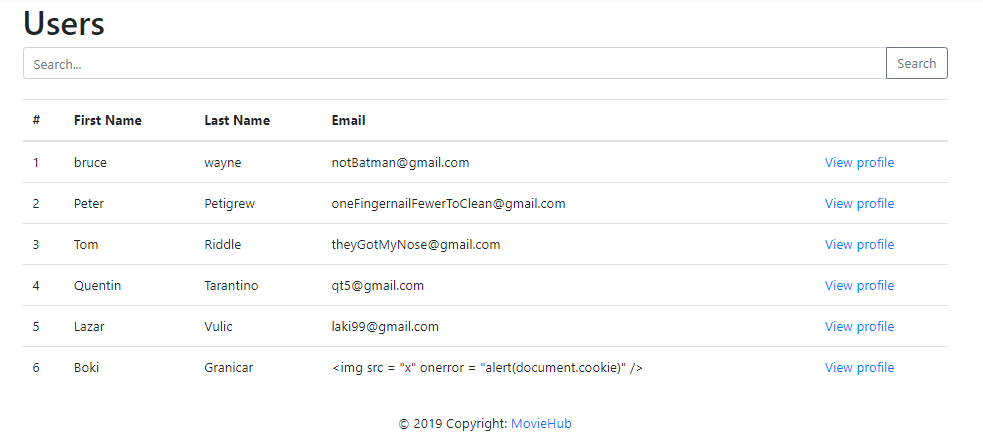 Users
Search... Search
# First Name Last Name Email
1 bruce wayne notBatman@gmail.com View profile
2 Peter Petigrew oneFingernailFewerToClean@gmail.com View profile
3 Tom Riddle theyGotMyNose@gmail.com View profile
4 Quentin Tarantino qt5@gmail.com View profile
5 Lazar Vulic laki99@gmail.com View profile
6 Boki Granicar <img src = "x" onerror = "alert(document.cookie)" /> View profile
© 2019 Copyright: MovieHub